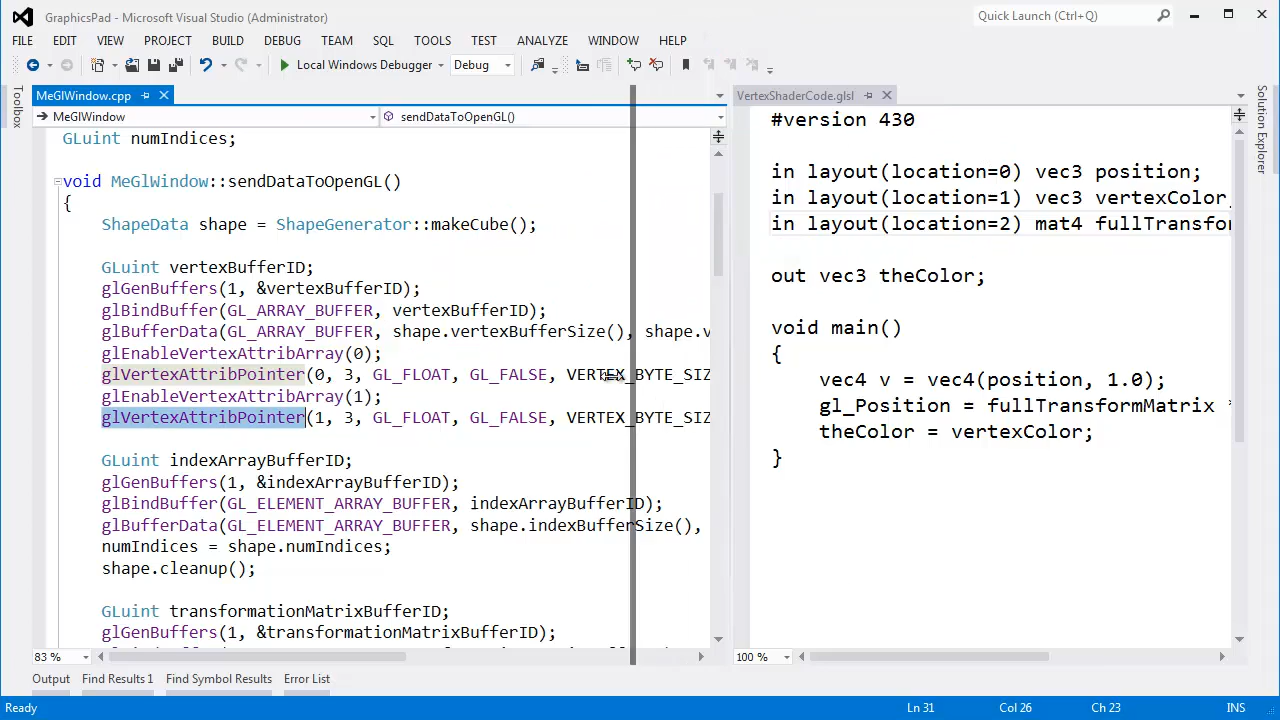 GraphicsPad - Microsoft Visual Studio (Administrator)
Quick Launch (Ctrl+Q)
FILE EDIT VIEW PROJECT BUILD DEBUG TEAM SQL TOOLS TEST ANALYZE WINDOW HELP
Local Windows Debugger Debug
Toolbox
MeGlWindow.cpp
MeGlWindow sendDataToOpenGL()
GLuint numIndices;
void MeGlWindow::sendDataToOpenGL()
{
ShapeData shape = ShapeGenerator::makeCube();
GLuint vertexBufferID;
glGenBuffers(1, &vertexBufferID);
glBindBuffer(GL_ARRAY_BUFFER, vertexBufferID);
glBufferData(GL_ARRAY_BUFFER, shape.vertexBufferSize(), shape.v
glEnableVertexAttribArray(0);
glVertexAttribPointer(0, 3, GL_FLOAT, GL_FALSE, VERTEX_BYTE_SIZ
glEnableVertexAttribArray(1);
glVertexAttribPointer(1, 3, GL_FLOAT, GL_FALSE, VERTEX_BYTE_SIZ
GLuint indexArrayBufferID;
glGenBuffers(1, &indexArrayBufferID);
glBindBuffer(GL_ELEMENT_ARRAY_BUFFER, indexArrayBufferID);
glBufferData(GL_ELEMENT_ARRAY_BUFFER, shape.indexBufferSize(),
numIndices = shape.numIndices;
shape.cleanup();
GLuint transformationMatrixBufferID;
glGenBuffers(1, &transformationMatrixBufferID);
83 %
VertexShaderCode.glsl
#version 430
in layout(location=0) vec3 position;
in layout(location=1) vec3 vertexColor;
in layout(location=2) mat4 fullTransfor
out vec3 theColor;
void main()
{
vec4 v = vec4(position, 1.0);
gl_Position = fullTransformMatrix *
theColor = vertexColor;
}
100 %
Solution Explorer
Output Find Results 1 Find Symbol Results Error List
Ready Ln 31 Col 26 Ch 23 INS